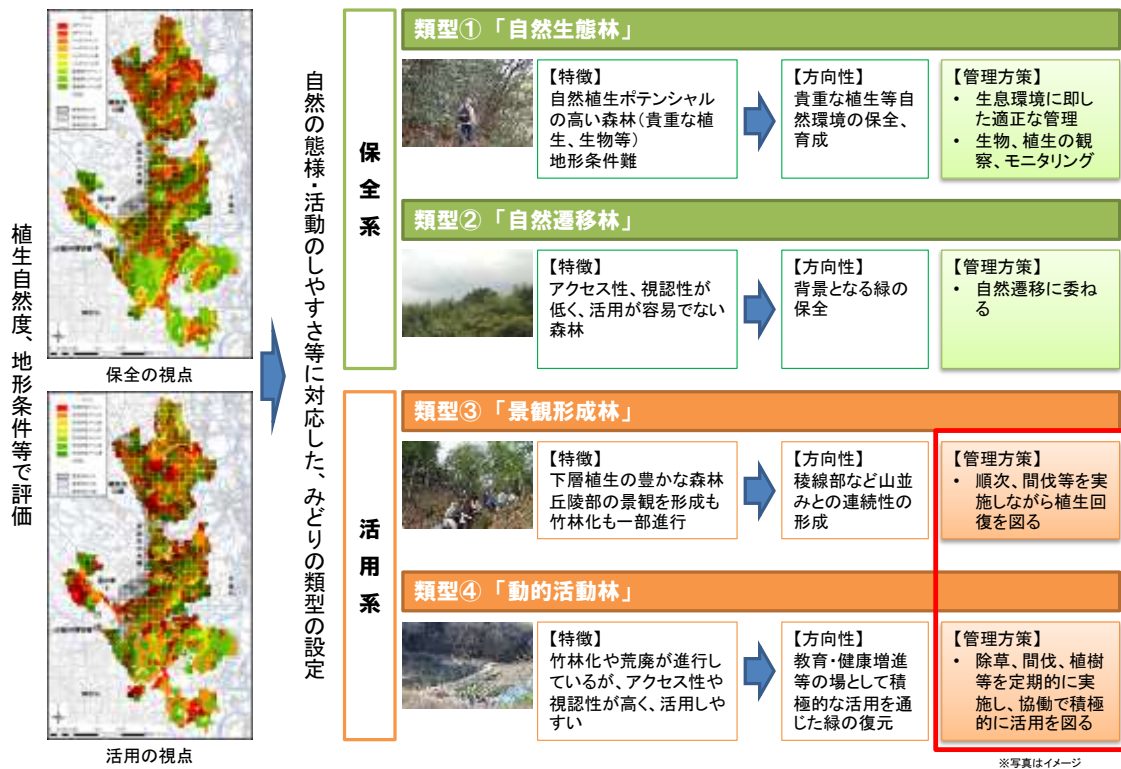 植生自然度、地形条件等で評価
保全の視点
活用の視点
自然の態様・活動のしやすさ等に対応した、みどりの類型の設定
保全系
類型①「自然生態林」
【特徴】
自然植生ポテンシャル
の高い森林(貴重な植
生、生物等)
地形条件難
【方向性】
貴重な植生等自
然環境の保全、
育成
【管理方策】
• 生息環境に即し
た適正な管理
• 生物、植生の観
察、モニタリング
類型②「自然遷移林」
【特徴】
アクセス性、視認性が
低く、活用が容易でない
森林
【方向性】
背景となる緑の
保全
【管理方策】
• 自然遷移に委ね
る
活用系
類型③「景観形成林」
【特徴】
下層植生の豊かな森林
丘陵部の景観を形成も
竹林化も一部進行
【方向性】
稜線部など山並
みとの連続性の
形成
【管理方策】
• 順次、間伐等を実
施しながら植生回
復を図る
類型④「動的活動林」
【特徴】
竹林化や荒廃が進行し
ているが、アクセス性や
視認性が高く、活用しや
すい
【方向性】
教育・健康増進
等の場として積
極的な活用を通
じた緑の復元
【管理方策】
• 除草、間伐、植樹
等を定期的に実
施し、協働で積極
的に活用を図る
※写真はイメージ